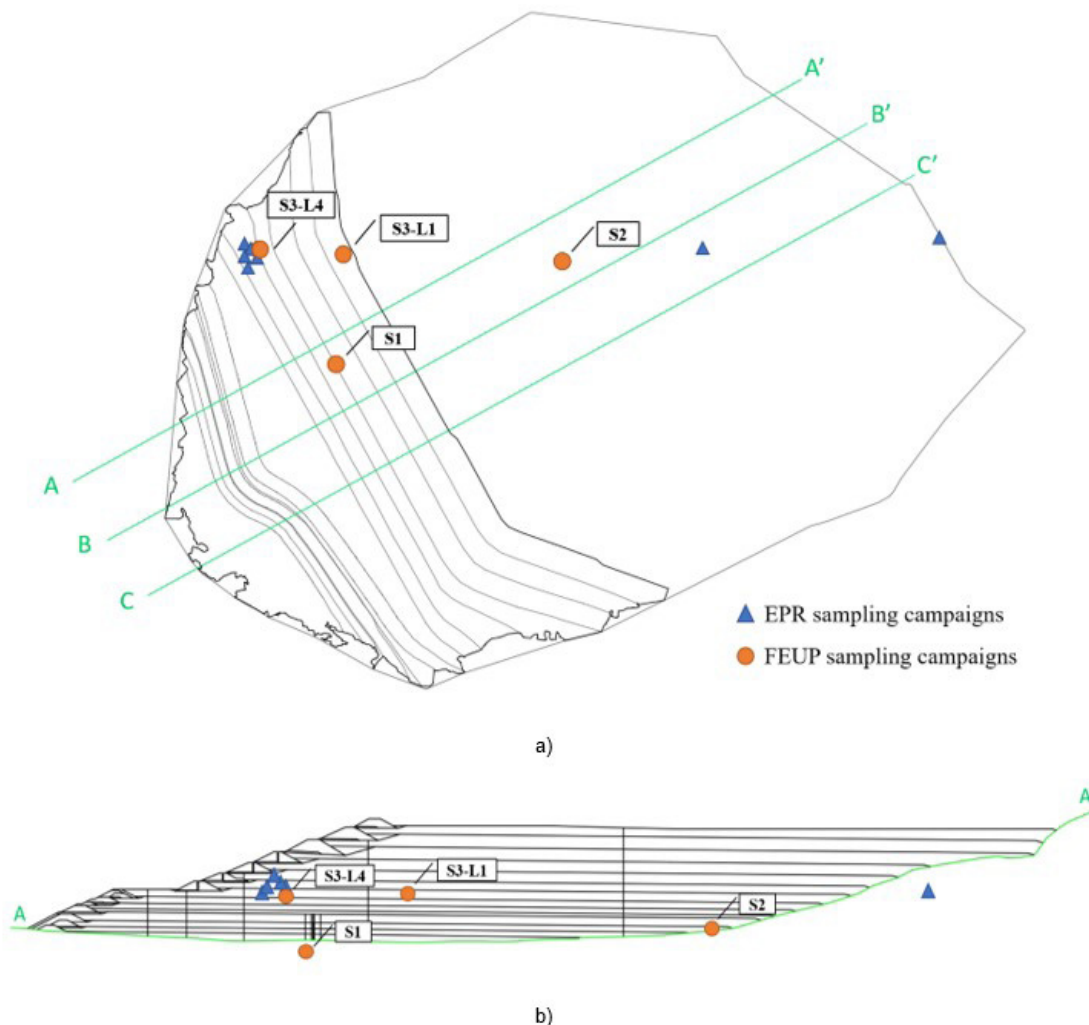 A’
B’
C’
S3-L4
S3-L1
S2
S1
A
B
C
EPR sampling campaigns
FEUP sampling campaigns
a)
A
S3-L4
S3-L1
A
S2
S1
b)